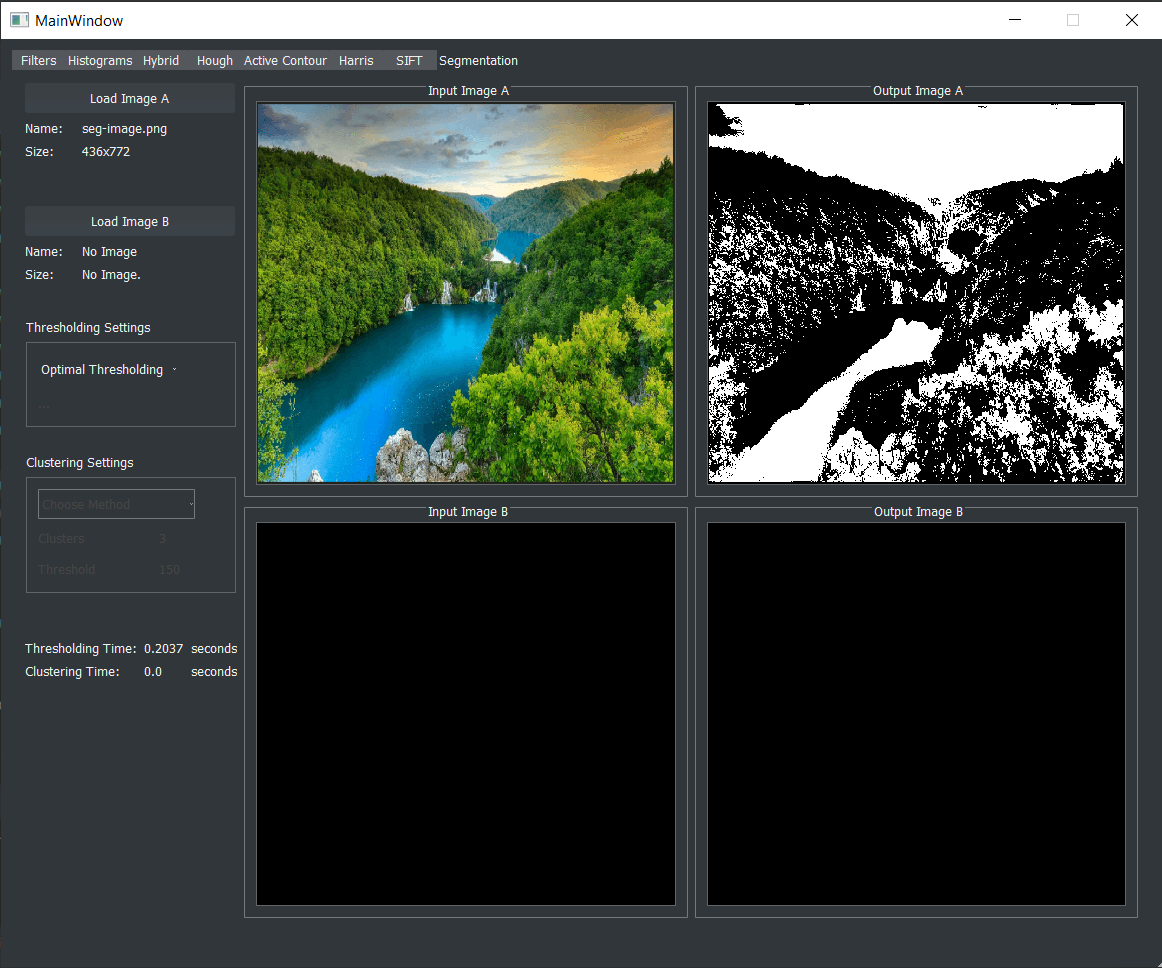 MainWindow
Filters Histograms Hybrid Hough Active Contour Harris SIFT Segmentation
Load Image A
Name: seg-image.png
Size: 436x772
Load Image B
Name: No Image
Size: No Image.
Thresholding Settings
Optimal Thresholding
...
Clustering Settings
Choose Method
Clusters 3
Threshold 150
Thresholding Time: 0.2037 seconds
Clustering Time: 0.0 seconds
Input Image A
Output Image A
Input Image B
Output Image B